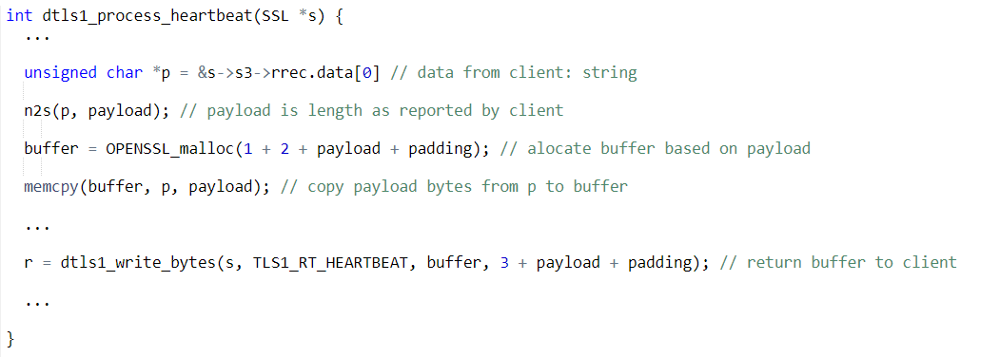 int dtls1_process_heartbeat(SSL *s) {
...
unsigned char *p = &s->s3->rrec.data[0] // data from client: string
n2s(p, payload); // payload is length as reported by client
buffer = OPENSSL_malloc(1 + 2 + payload + padding); // alocate buffer based on payload
memcpy(buffer, p, payload); // copy payload bytes from p to buffer
...
r = dtls1_write_bytes(s, TLS1_RT_HEARTBEAT, buffer, 3 + payload + padding); // return buffer to client
...
}